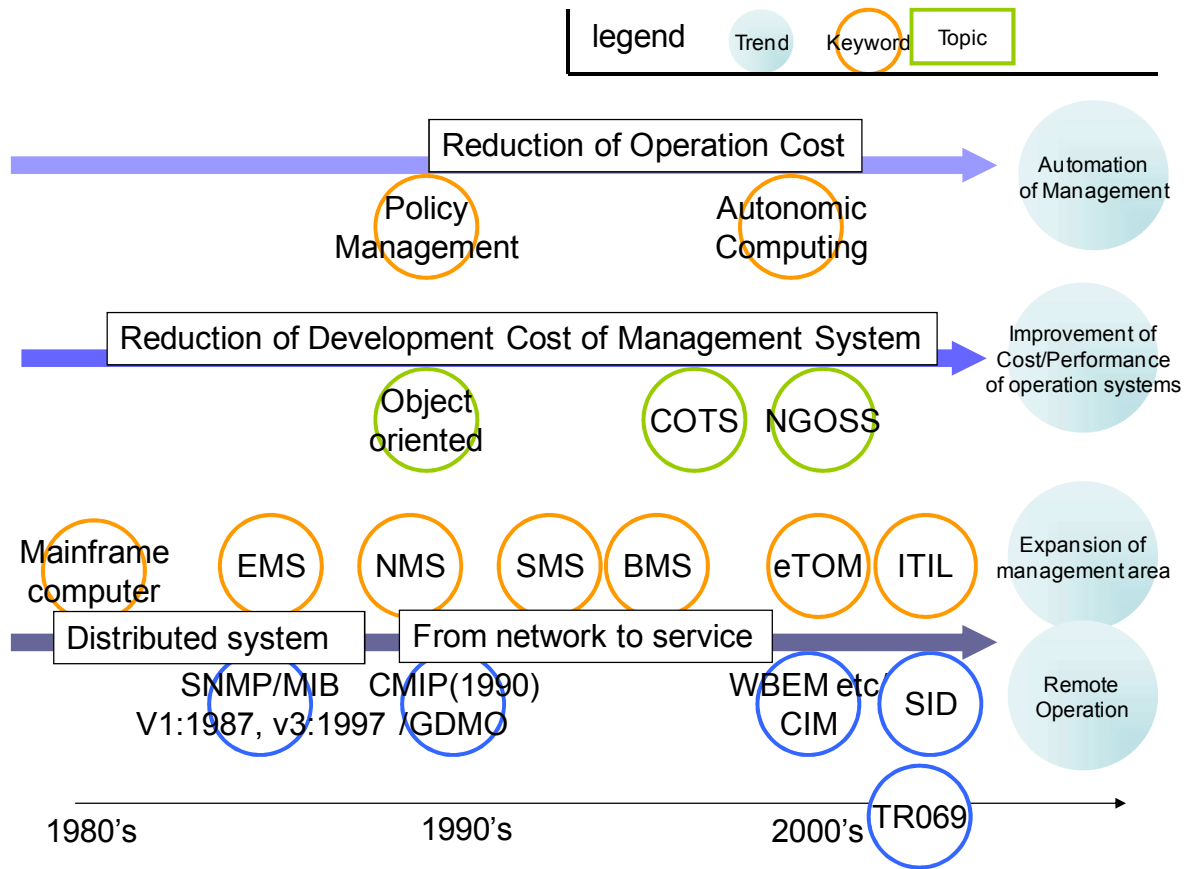 legend
Trend
Keyword
Topic
Reduction of Operation Cost
Automation
of Management
Policy
Management
Autonomic
Computing
Reduction of Development Cost of Management System
Improvement of
Cost/Performance
of operation systems
Object
oriented
COTS
NGOSS
Mainframe
computer
EMS
NMS
SMS
BMS
eTOM
ITIL
Expansion of
management area
Distributed system
From network to service
SNMP/MIB
V1:1987, v3:1997
CMIP(1990)
/GDMO
WBEM etc/
CIM
SID
Remote
Operation
TR069
1980's
1990's
2000's